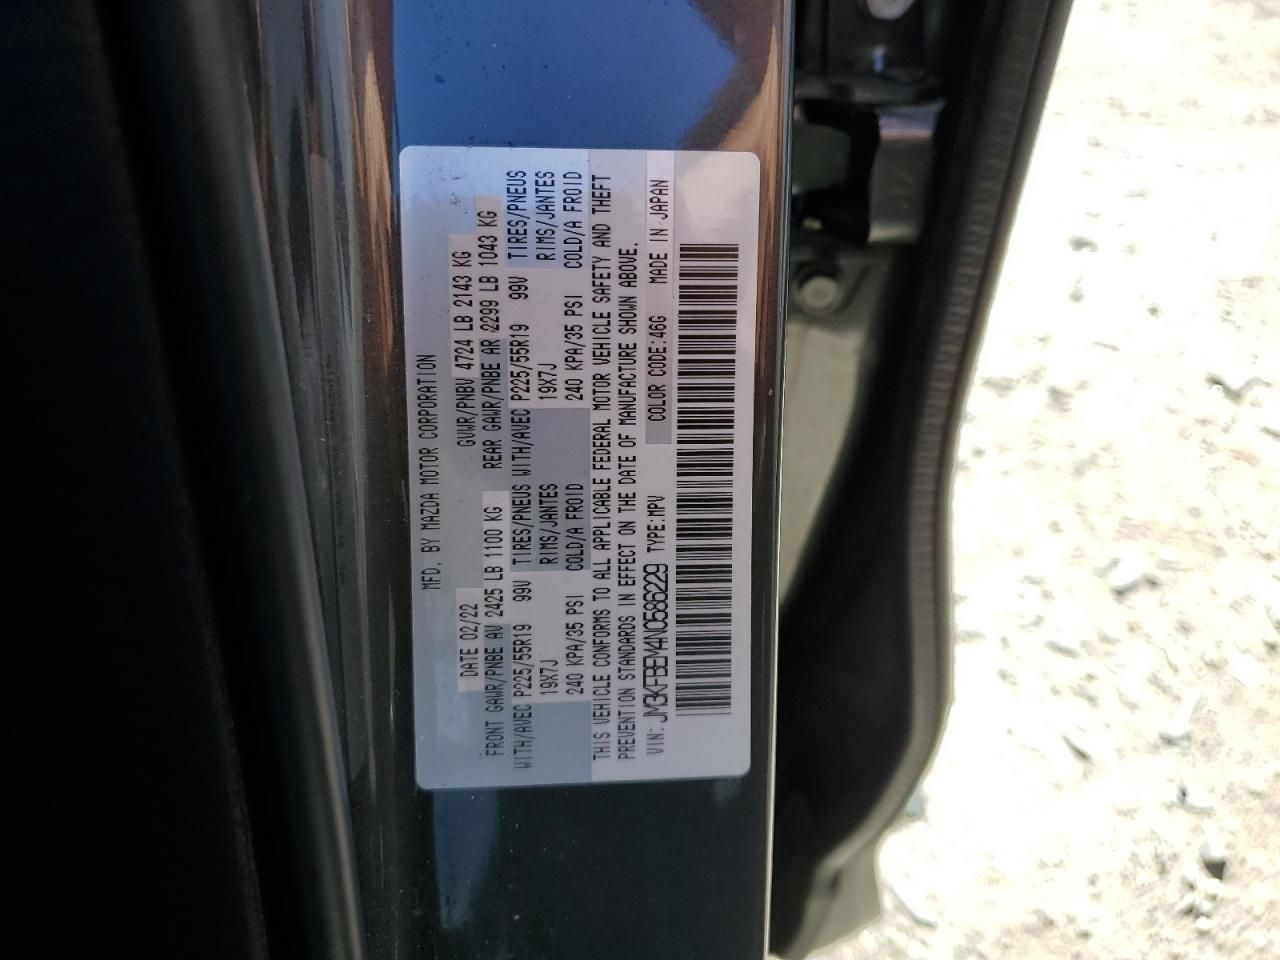 MFD. BY MAZDA MOTOR CORPORATION
DATE 02/22 GVWR/PNBV 4724 LB 2143 KG
FRONT GAWR/PNBE AV 2425 LB 1100 KG REAR GAWR/PNBE AR 2299 LB 1043 KG
WITH/AVEC P225/55R19 99V TIRES/PNEUS WITH/AVEC P225/55R19 99V TIRES/PNEUS
19X7J RIMS/JANTES 19X7J RIMS/JANTES
240 KPA/35 PSI COLD/A FROID 240 KPA/35 PSI COLD/A FROID
THIS VEHICLE CONFORMS TO ALL APPLICABLE FEDERAL MOTOR VEHICLE SAFETY AND THEFT
PREVENTION STANDARDS IN EFFECT ON THE DATE OF MANUFACTURE SHOWN ABOVE.
VIN: JM3KFBEM4N0586229 TYPE:MPV COLOR CODE:46G MADE IN JAPAN